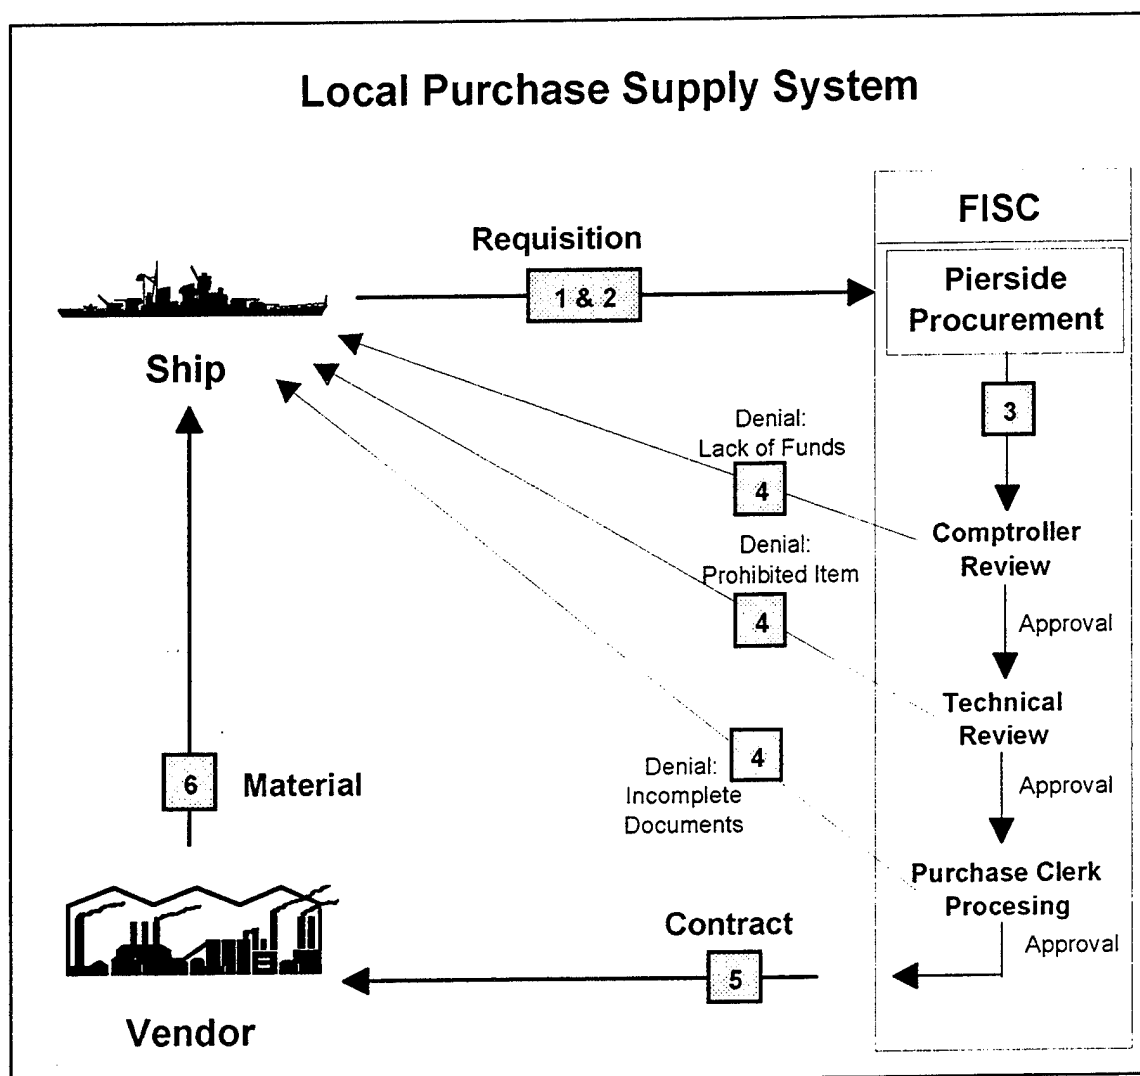 Local Purchase Supply System
FISC
Requisition
1 & 2
Pierside
Procurement
Ship
3
Denial:
Lack of Funds
4
Comptroller
Review
Denial:
Prohibited Item
4
Approval
Technical
Review
4
Denial:
Incomplete
Documents
Approval
6
Material
Purchase Clerk
Procesing
Approval
Contract
5
Vendor